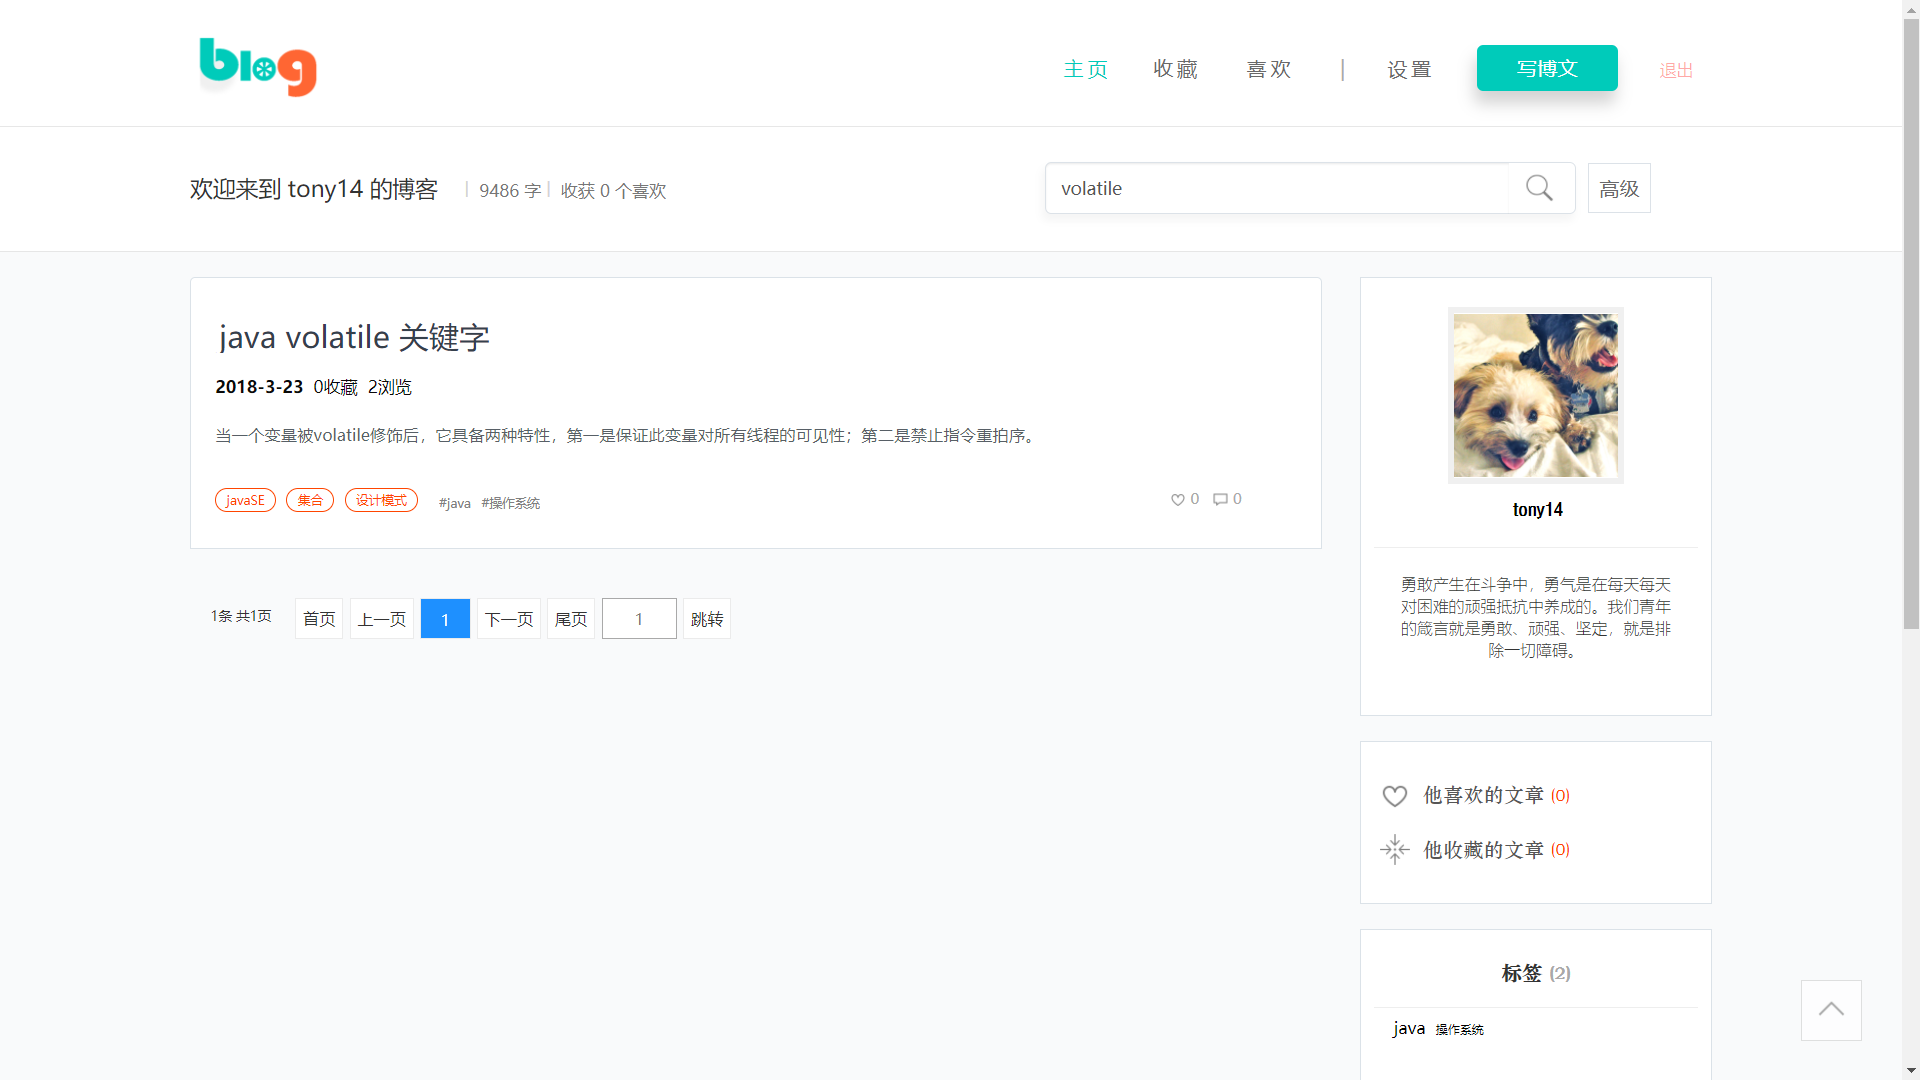 blog
主页 收藏 喜欢 | 设置 写博文 退出
欢迎来到 tony14 的博客 | 9486 字 | 收获 0 个喜欢
volatile 高级
java volatile 关键字
2018-3-23 0收藏 2浏览
当一个变量被volatile修饰后，它具备两种特性，第一是保证此变量对所有线程的可见性；第二是禁止指令重拍序。
javaSE 集合 设计模式 #java #操作系统 0 0
1条 共1页 首页 上一页 1 下一页 尾页 1 跳转
tony14
勇敢产生在斗争中，勇气是在每天每天
对困难的顽强抵抗中养成的。我们青年
的箴言就是勇敢、顽强、坚定，就是排
除一切障碍。
他喜欢的文章 (0)
他收藏的文章 (0)
标签 (2)
java 操作系统